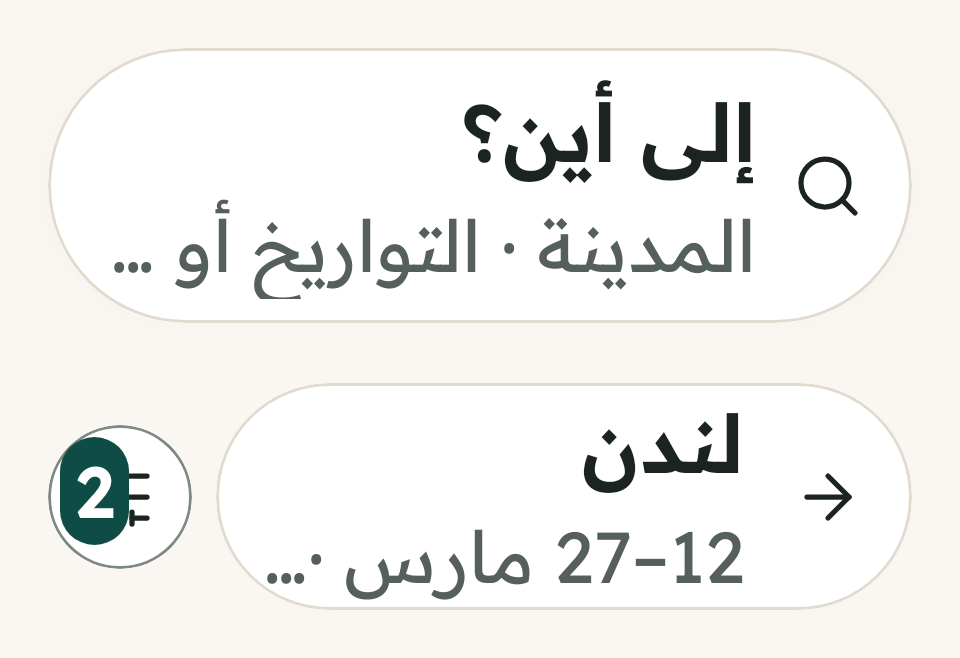 إلى أين؟
المدينة · التواريخ أو ...
لندن
12–27 مارس ·...
2